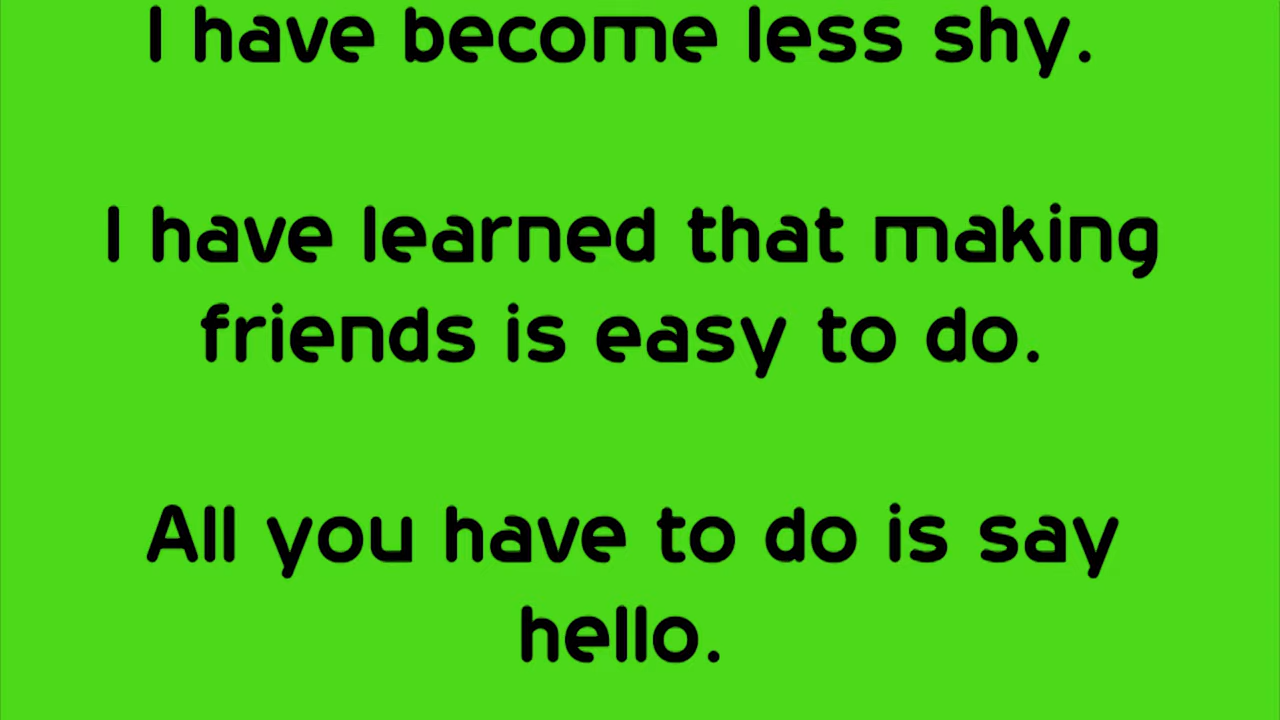 I have become less shy.
I have learned that making
friends is easy to do.
All you have to do is say
hello.